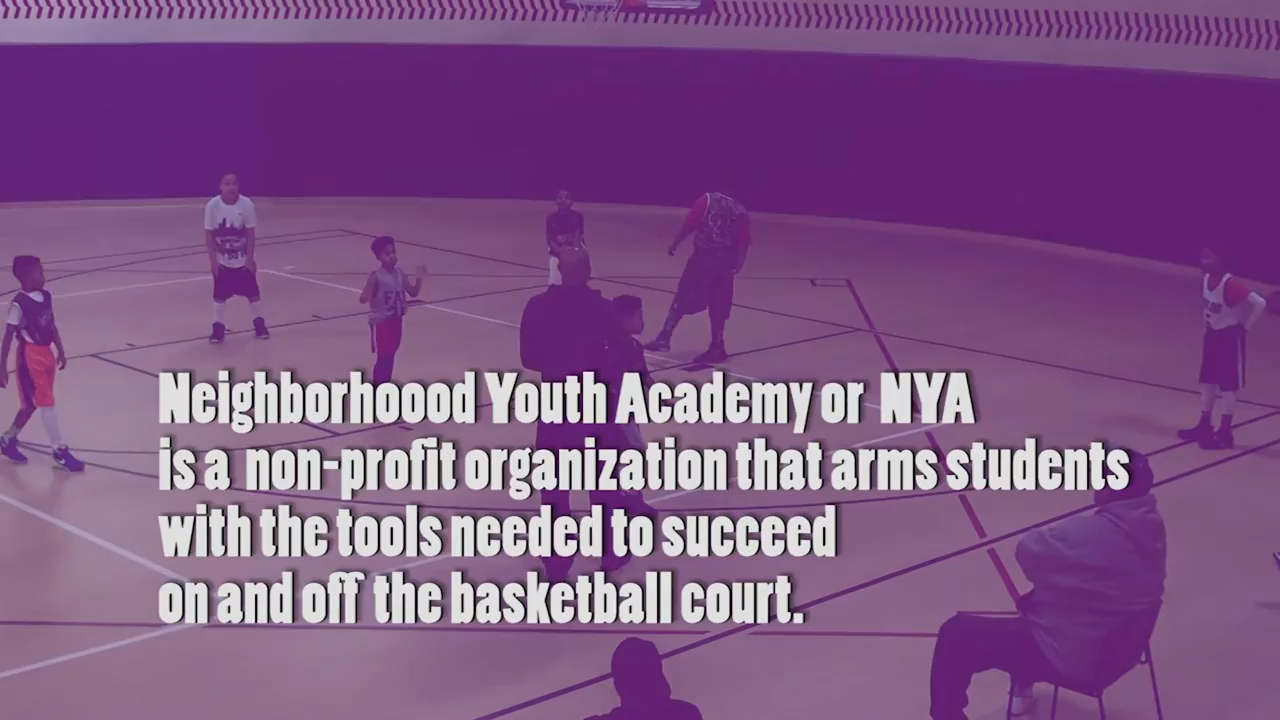 Neighborhoood Youth Academy or NYA
is a non-profit organization that arms students
with the tools needed to succeed
on and off the basketball court.